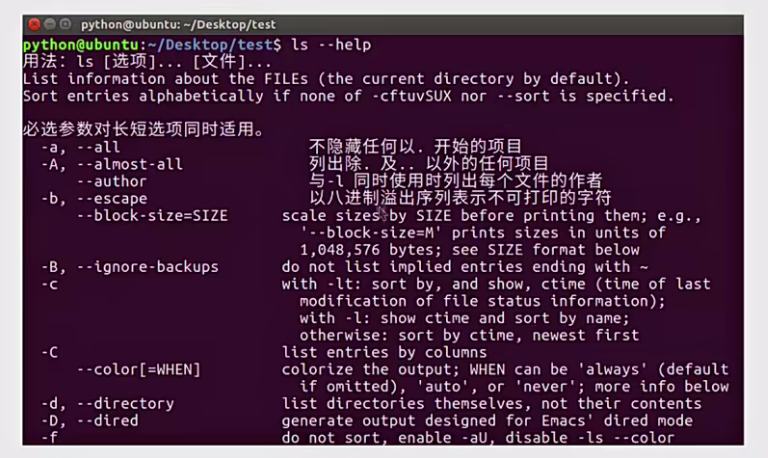 python@ubuntu: ~/Desktop/test
python@ubuntu:~/Desktop/test$ ls --help
用法：ls [选项]... [文件]...
List information about the FILEs (the current directory by default).
Sort entries alphabetically if none of -cftuvSUX nor --sort is specified.
必选参数对长短选项同时适用。
-a, --all 不隐藏任何以. 开始的项目
-A, --almost-all 列出除. 及.. 以外的任何项目
--author 与-l 同时使用时列出每个文件的作者
-b, --escape 以八进制溢出序列表示不可打印的字符
--block-size=SIZE scale sizes by SIZE before printing them; e.g.,
'--block-size=M' prints sizes in units of
1,048,576 bytes; see SIZE format below
-B, --ignore-backups do not list implied entries ending with ~
-c with -lt: sort by, and show, ctime (time of last
modification of file status information);
with -l: show ctime and sort by name;
otherwise: sort by ctime, newest first
-C list entries by columns
--color[=WHEN] colorize the output; WHEN can be 'always' (default
if omitted), 'auto', or 'never'; more info below
-d, --directory list directories themselves, not their contents
-D, --dired generate output designed for Emacs' dired mode
-f do not sort, enable -aU, disable -ls --color